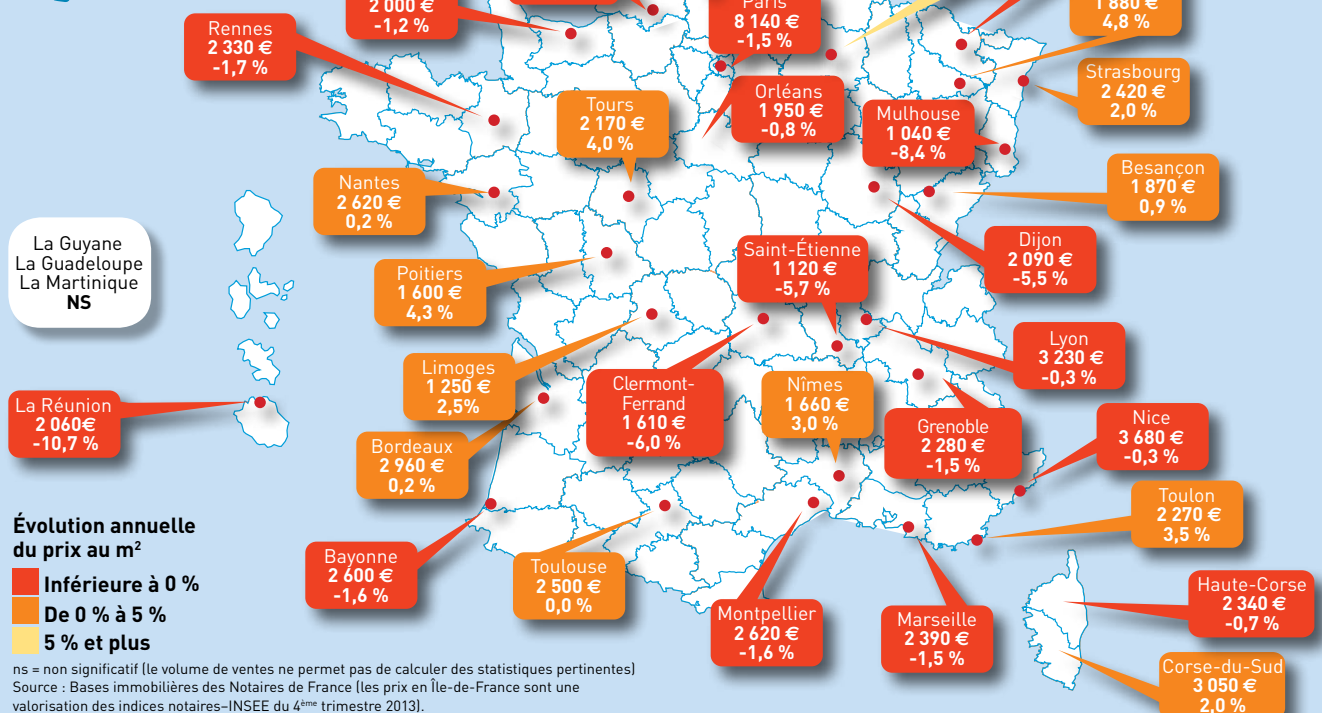 2 000 €
-1,2 %
Paris
8 140 €
-1,5 %
1 880 €
4,8 %
Rennes
2 330 €
-1,7 %
Strasbourg
2 420 €
2,0 %
Orléans
1 950 €
-0,8 %
Tours
2 170 €
4,0 %
Mulhouse
1 040 €
-8,4 %
Besançon
1 870 €
0,9 %
Nantes
2 620 €
0,2 %
La Guyane
La Guadeloupe
La Martinique
NS
Dijon
2 090 €
-5,5 %
Saint-Étienne
1 120 €
-5,7 %
Poitiers
1 600 €
4,3 %
Lyon
3 230 €
-0,3 %
Limoges
1 250 €
2,5%
Clermont-
Ferrand
1 610 €
-6,0 %
Nîmes
1 660 €
3,0 %
La Réunion
2 060€
-10,7 %
Grenoble
2 280 €
-1,5 %
Nice
3 680 €
-0,3 %
Bordeaux
2 960 €
0,2 %
Toulon
2 270 €
3,5 %
Évolution annuelle
du prix au m²
Inférieure à 0 %
De 0 % à 5 %
5 % et plus
Bayonne
2 600 €
-1,6 %
Toulouse
2 500 €
0,0 %
Montpellier
2 620 €
-1,6 %
Marseille
2 390 €
-1,5 %
Haute-Corse
2 340 €
-0,7 %
Corse-du-Sud
3 050 €
2,0 %
ns = non significatif (le volume de ventes ne permet pas de calculer des statistiques pertinentes)
Source : Bases immobilières des Notaires de France (les prix en Île-de-France sont une
valorisation des indices notaires–INSEE du 4ème trimestre 2013).